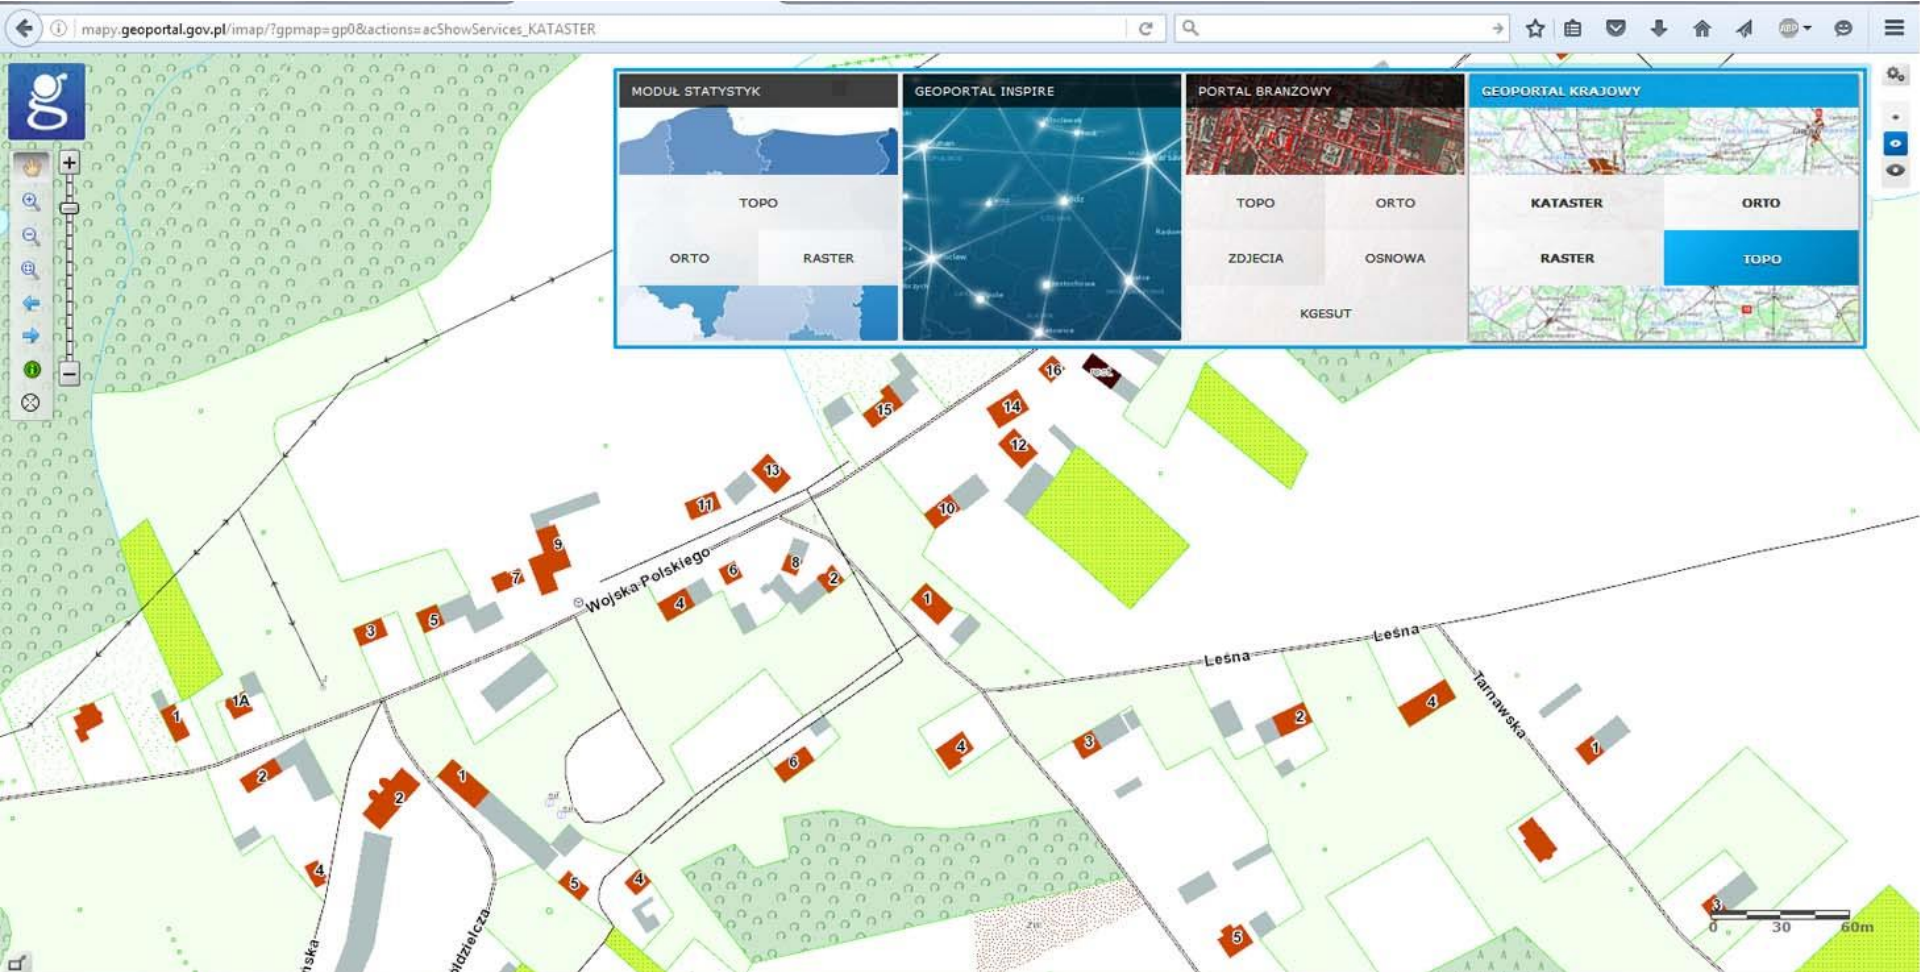 mapy.geoportal.gov.pl/imap/?gpmap=gp0&actions=acShowServices_KATASTER
ABP
g
MODUŁ STATYSTYK
TOPO
ORTO
RASTER
GEOPORTAL INSPIRE
PORTAL BRANŻOWY
TOPO
ORTO
ZDJECIA
OSNOWA
KGESUT
GEOPORTAL KRAJOWY
KATASTER
ORTO
RASTER
TOPO
16
15
14
12
13
11
10
9
7
8
6
2
Wojska Polskiego
4
5
3
1
1A
1
2
2
1
4
5
4
6
4
3
Leśna
Leśna
2
4
Tarnawska
1
3
5
zw
0
30
60m